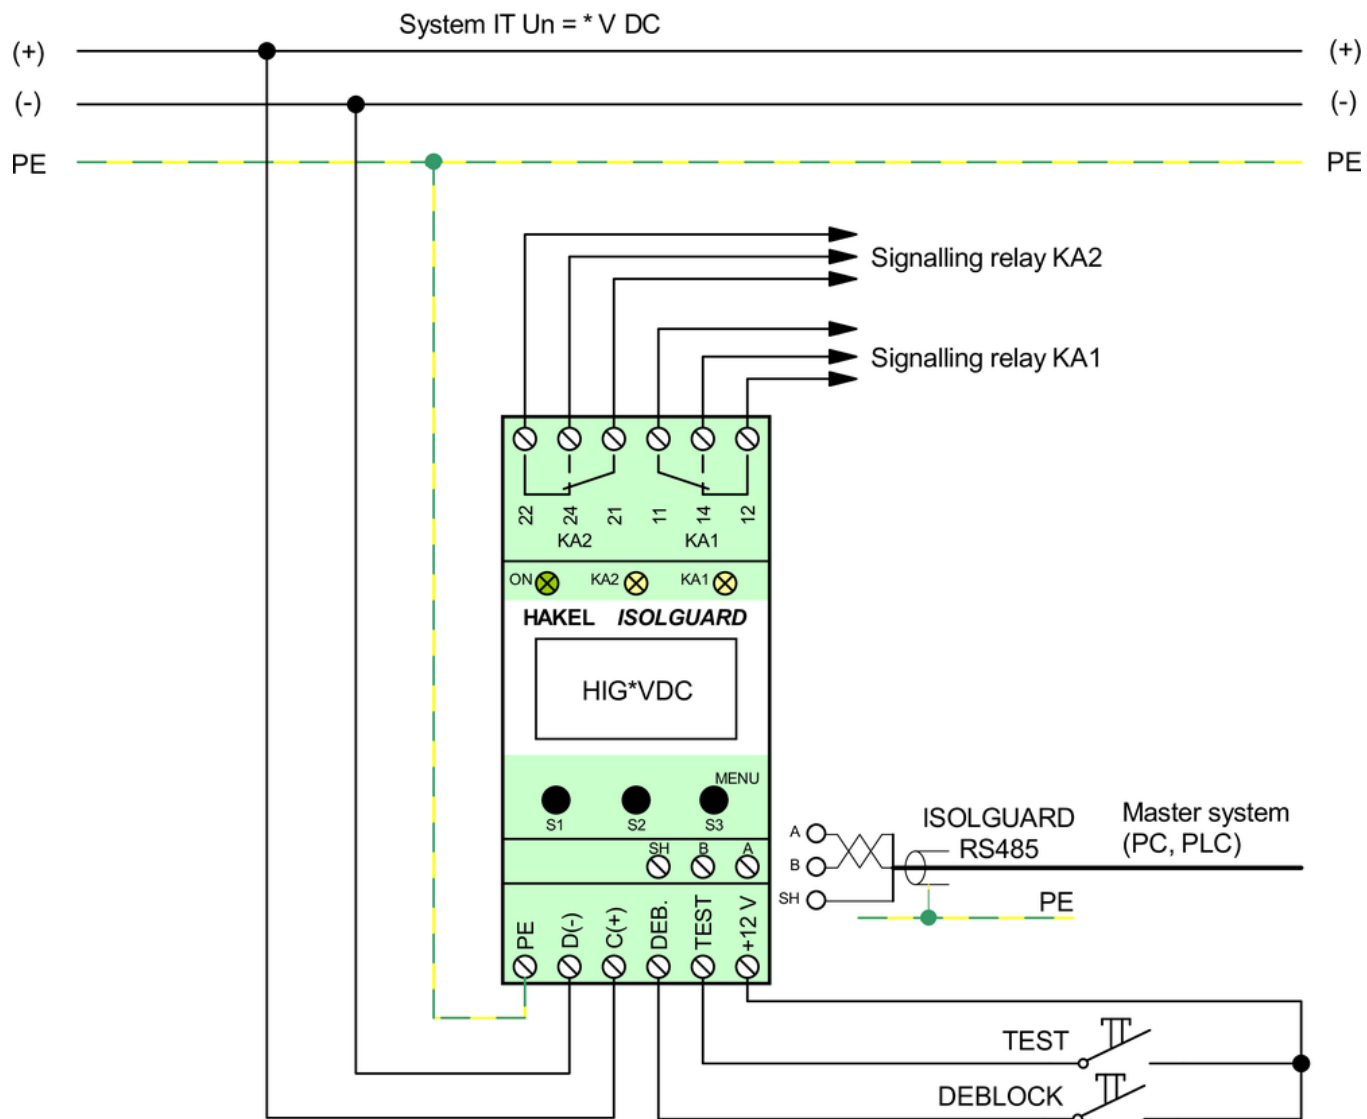 System IT Un = * V DC
(+) (+)
(-) (-)
PE PE
Signalling relay KA2
Signalling relay KA1
22 24 21 11 14 12
KA2 KA1
ON KA2 KA1
HAKEL ISOLGUARD
HIG*VDC
MENU
S1 S2 S3
SH B A
PE D(-) C(+) DEB. TEST +12 V
A
B
SH
ISOLGUARD
RS485
Master system
(PC, PLC)
PE
TEST
DEBLOCK